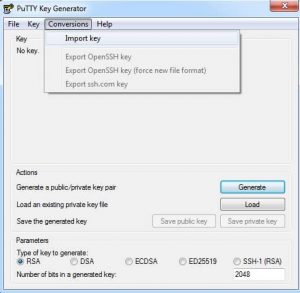 PuTTY Key Generator
File Key Conversions Help
Import key
Export OpenSSH key
Export OpenSSH key (force new file format)
Export ssh.com key
Key
No key.
Actions
Generate a public/private key pair Generate
Load an existing private key file Load
Save the generated key Save public key Save private key
Parameters
Type of key to generate:
RSA DSA ECDSA ED25519 SSH-1 (RSA)
Number of bits in a generated key: 2048